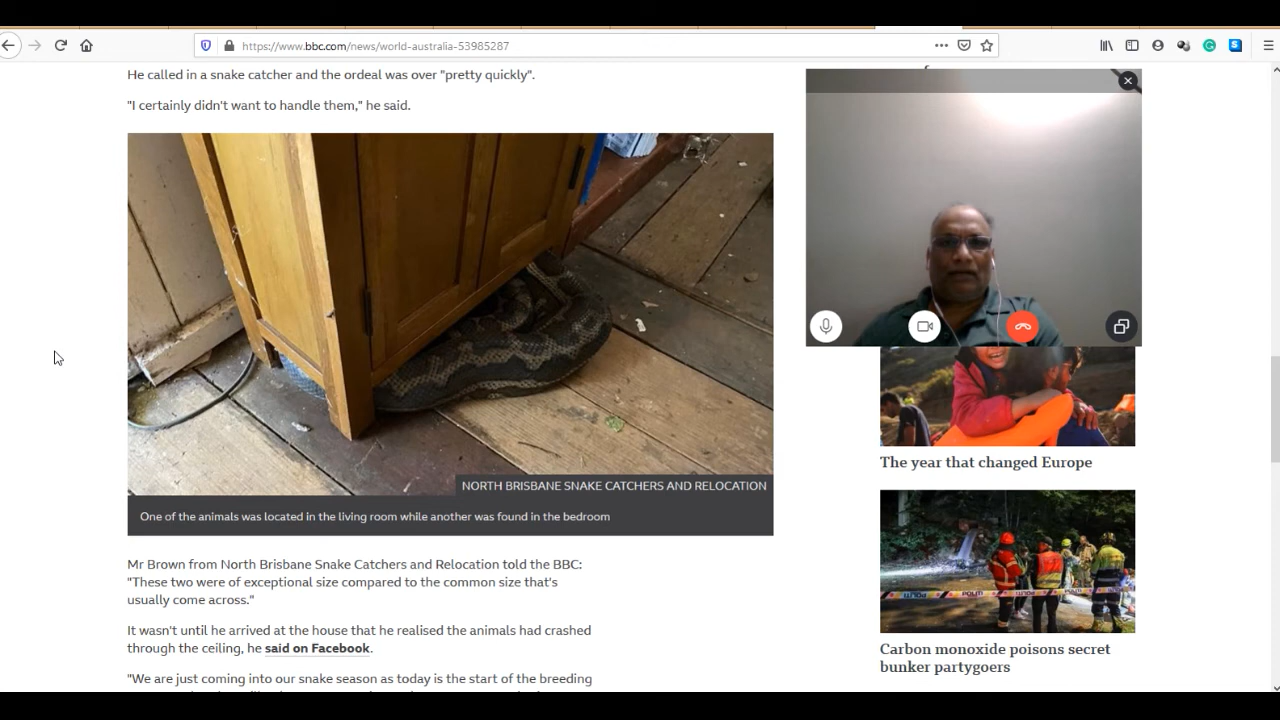 https://www.bbc.com/news/world-australia-53985287
He called in a snake catcher and the ordeal was over "pretty quickly".
"I certainly didn't want to handle them," he said.
NORTH BRISBANE SNAKE CATCHERS AND RELOCATION
One of the animals was located in the living room while another was found in the bedroom
Mr Brown from North Brisbane Snake Catchers and Relocation told the BBC:
"These two were of exceptional size compared to the common size that's
usually come across."
It wasn't until he arrived at the house that he realised the animals had crashed
through the ceiling, he said on Facebook.
"We are just coming into our snake season as today is the start of the breeding
The year that changed Europe
POLITI
Carbon monoxide poisons secret
bunker partygoers